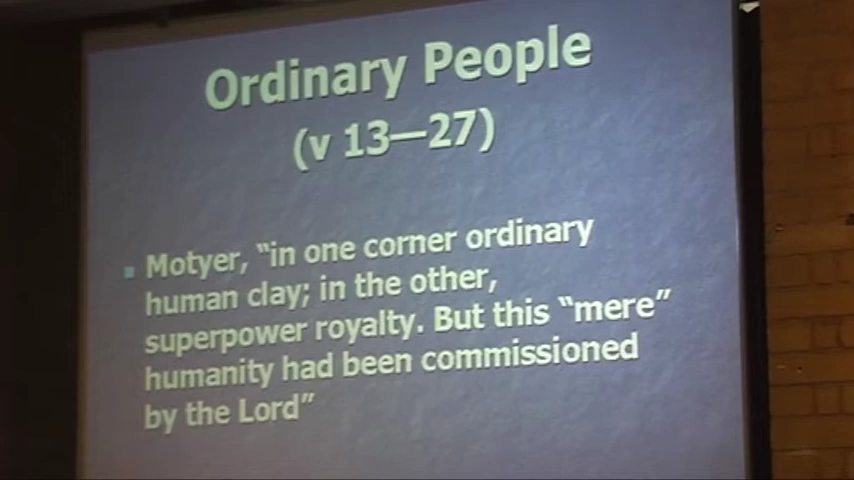 Ordinary People
(v 13—27)
Motyer, “in one corner ordinary
human clay; in the other,
superpower royalty. But this “mere”
humanity had been commissioned
by the Lord”